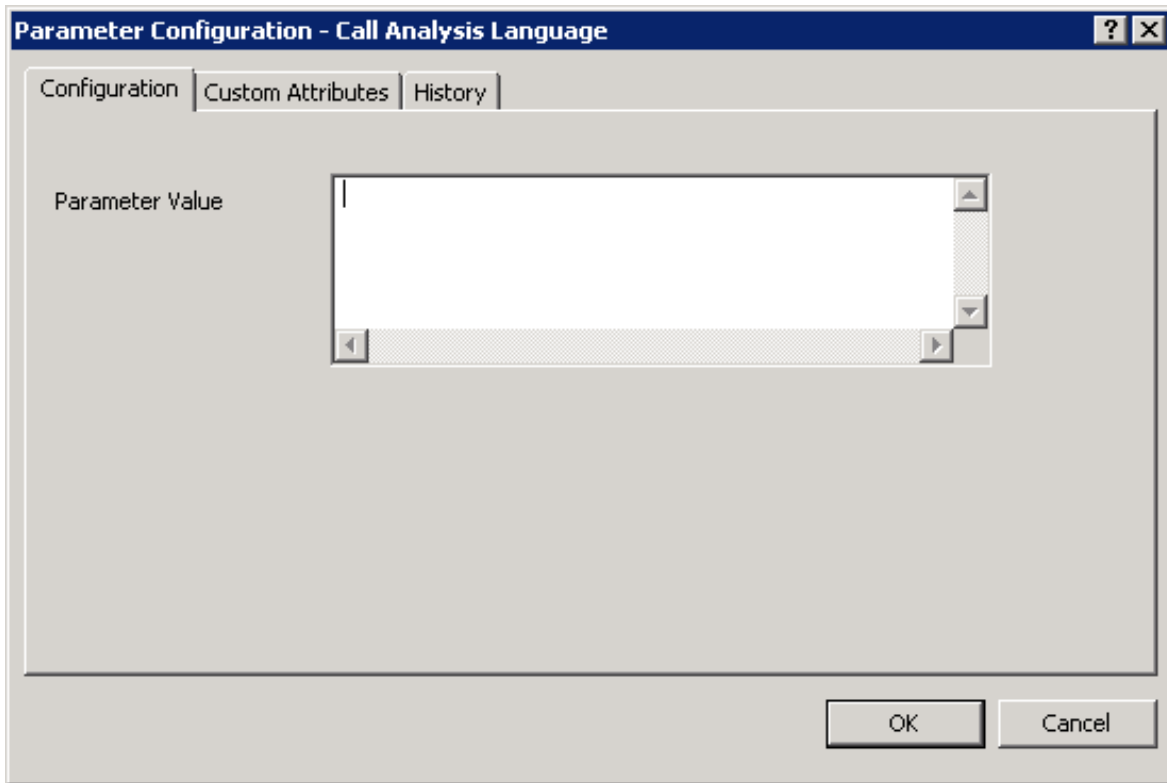 Parameter Configuration - Call Analysis Language
Configuration Custom Attributes History
Parameter Value
OK Cancel